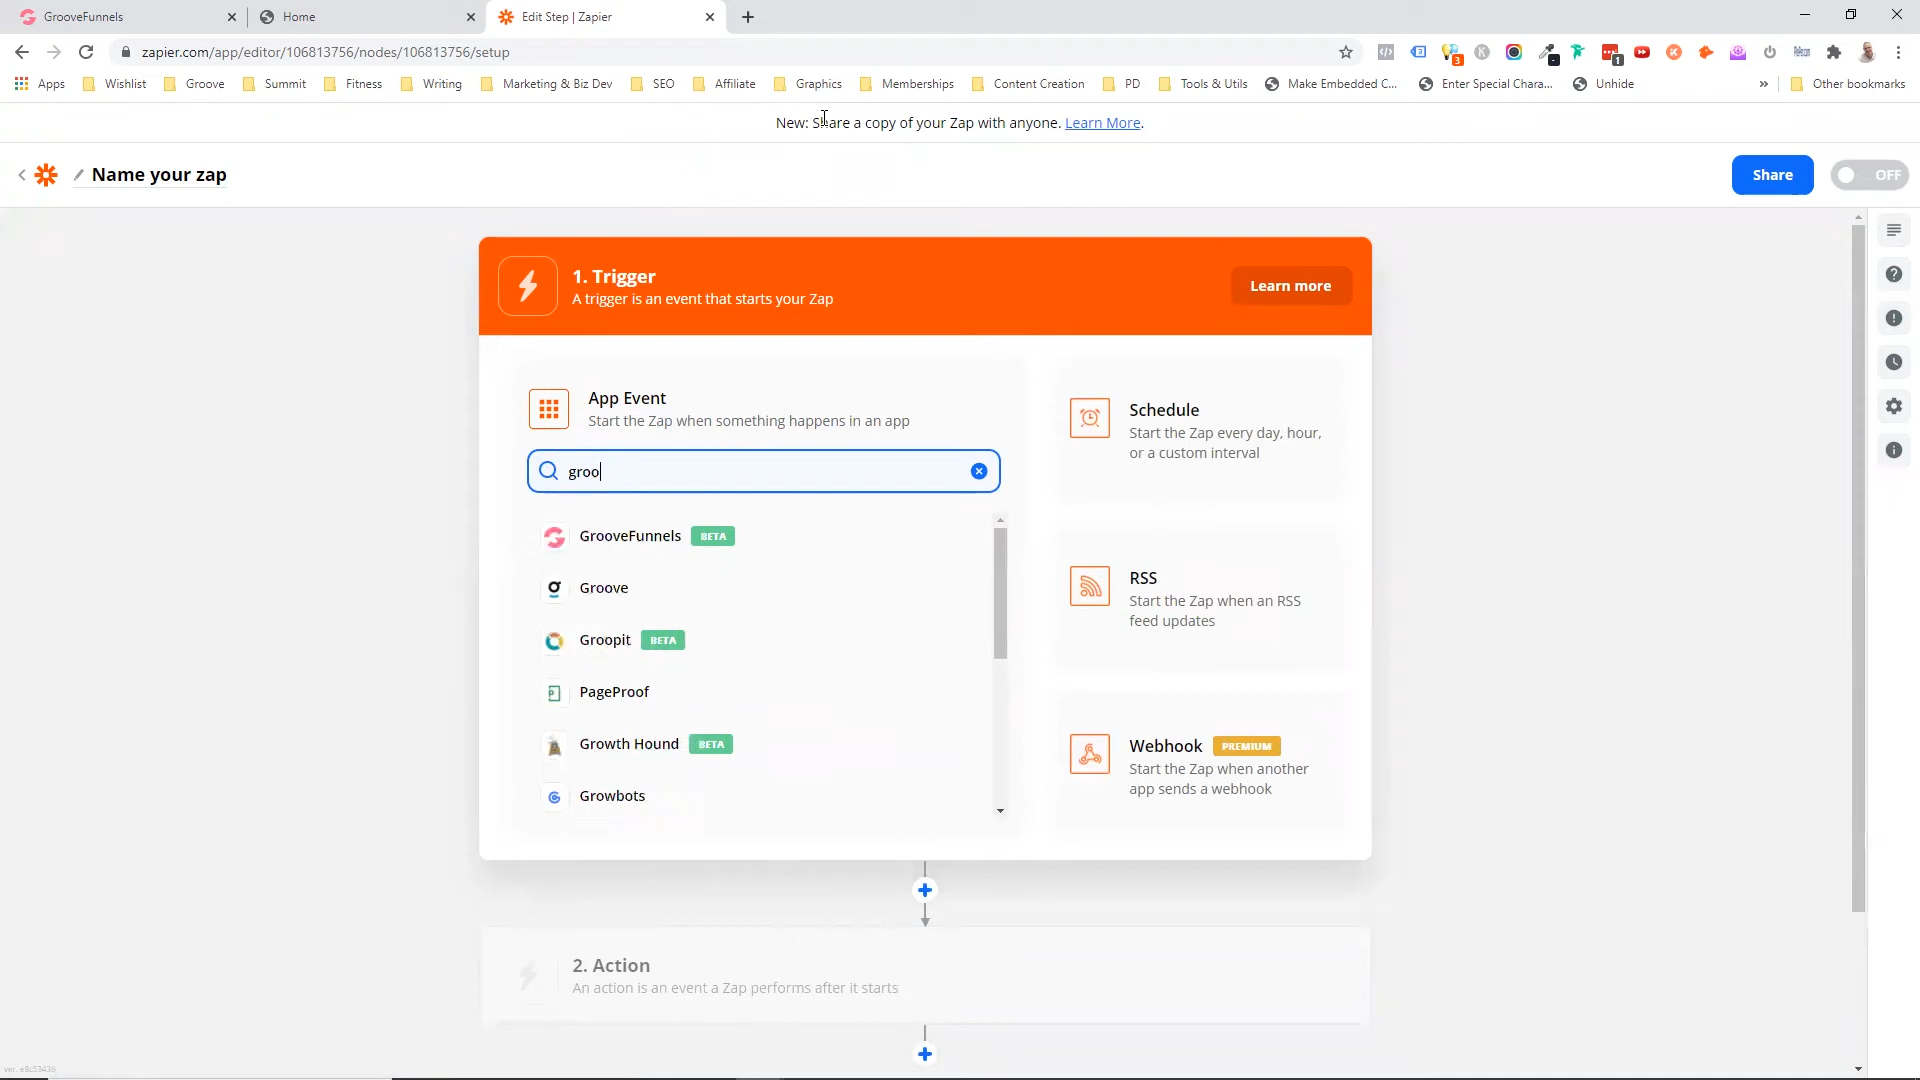 GrooveFunnels
Home
Edit Step | Zapier
zapier.com/app/editor/106813756/nodes/106813756/setup
3
1
Apps
Wishlist
Groove
Summit
Fitness
Writing
Marketing & Biz Dev
SEO
Affiliate
Graphics
Memberships
Content Creation
PD
Tools & Utils
Make Embedded C...
Enter Special Chara...
Unhide
»
Other bookmarks
New: Share a copy of your Zap with anyone. Learn More.
Name your zap
Share
OFF
1. Trigger
A trigger is an event that starts your Zap
Learn more
App Event
Start the Zap when something happens in an app
groo
GrooveFunnels BETA
Groove
Groopit BETA
PageProof
Growth Hound BETA
Growbots
Schedule
Start the Zap every day, hour,
or a custom interval
RSS
Start the Zap when an RSS
feed updates
Webhook PREMIUM
Start the Zap when another
app sends a webhook
2. Action
An action is an event a Zap performs after it starts
ver. e8c53436